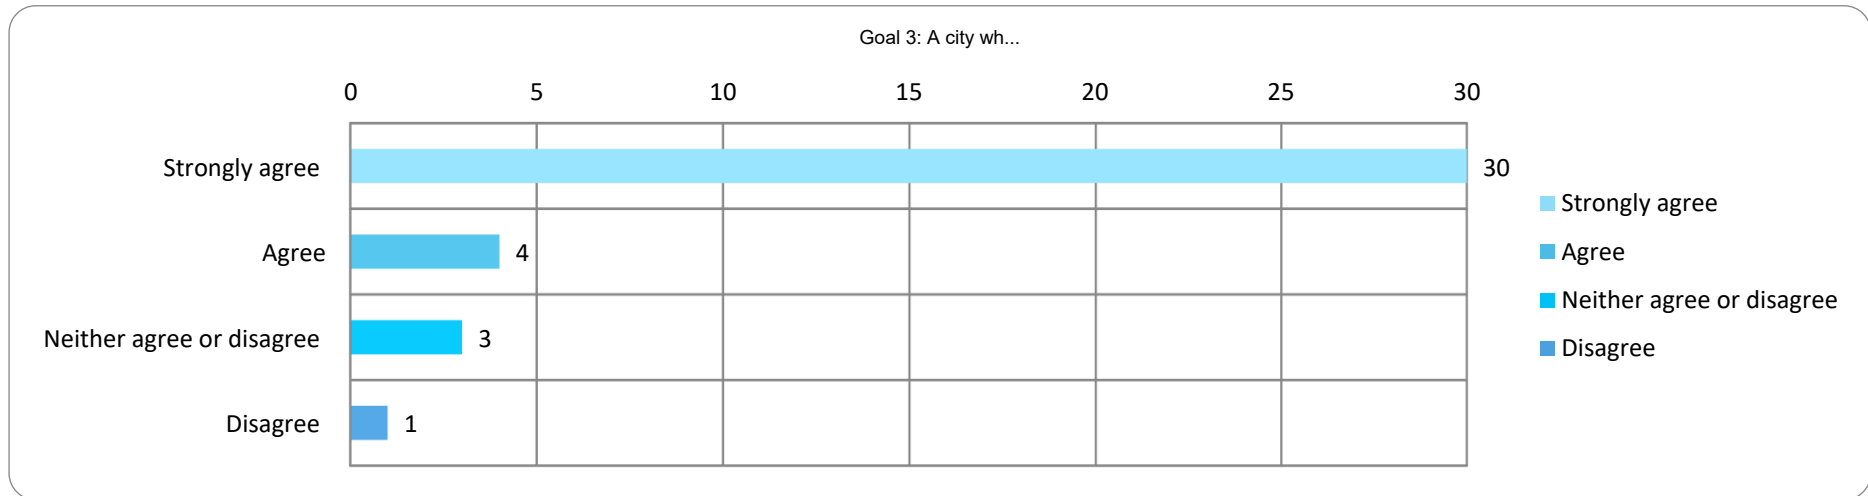 Goal 3: A city wh...
0 5 10 15 20 25 30
Strongly agree 30
Agree 4
Neither agree or disagree 3
Disagree 1
Strongly agree
Agree
Neither agree or disagree
Disagree